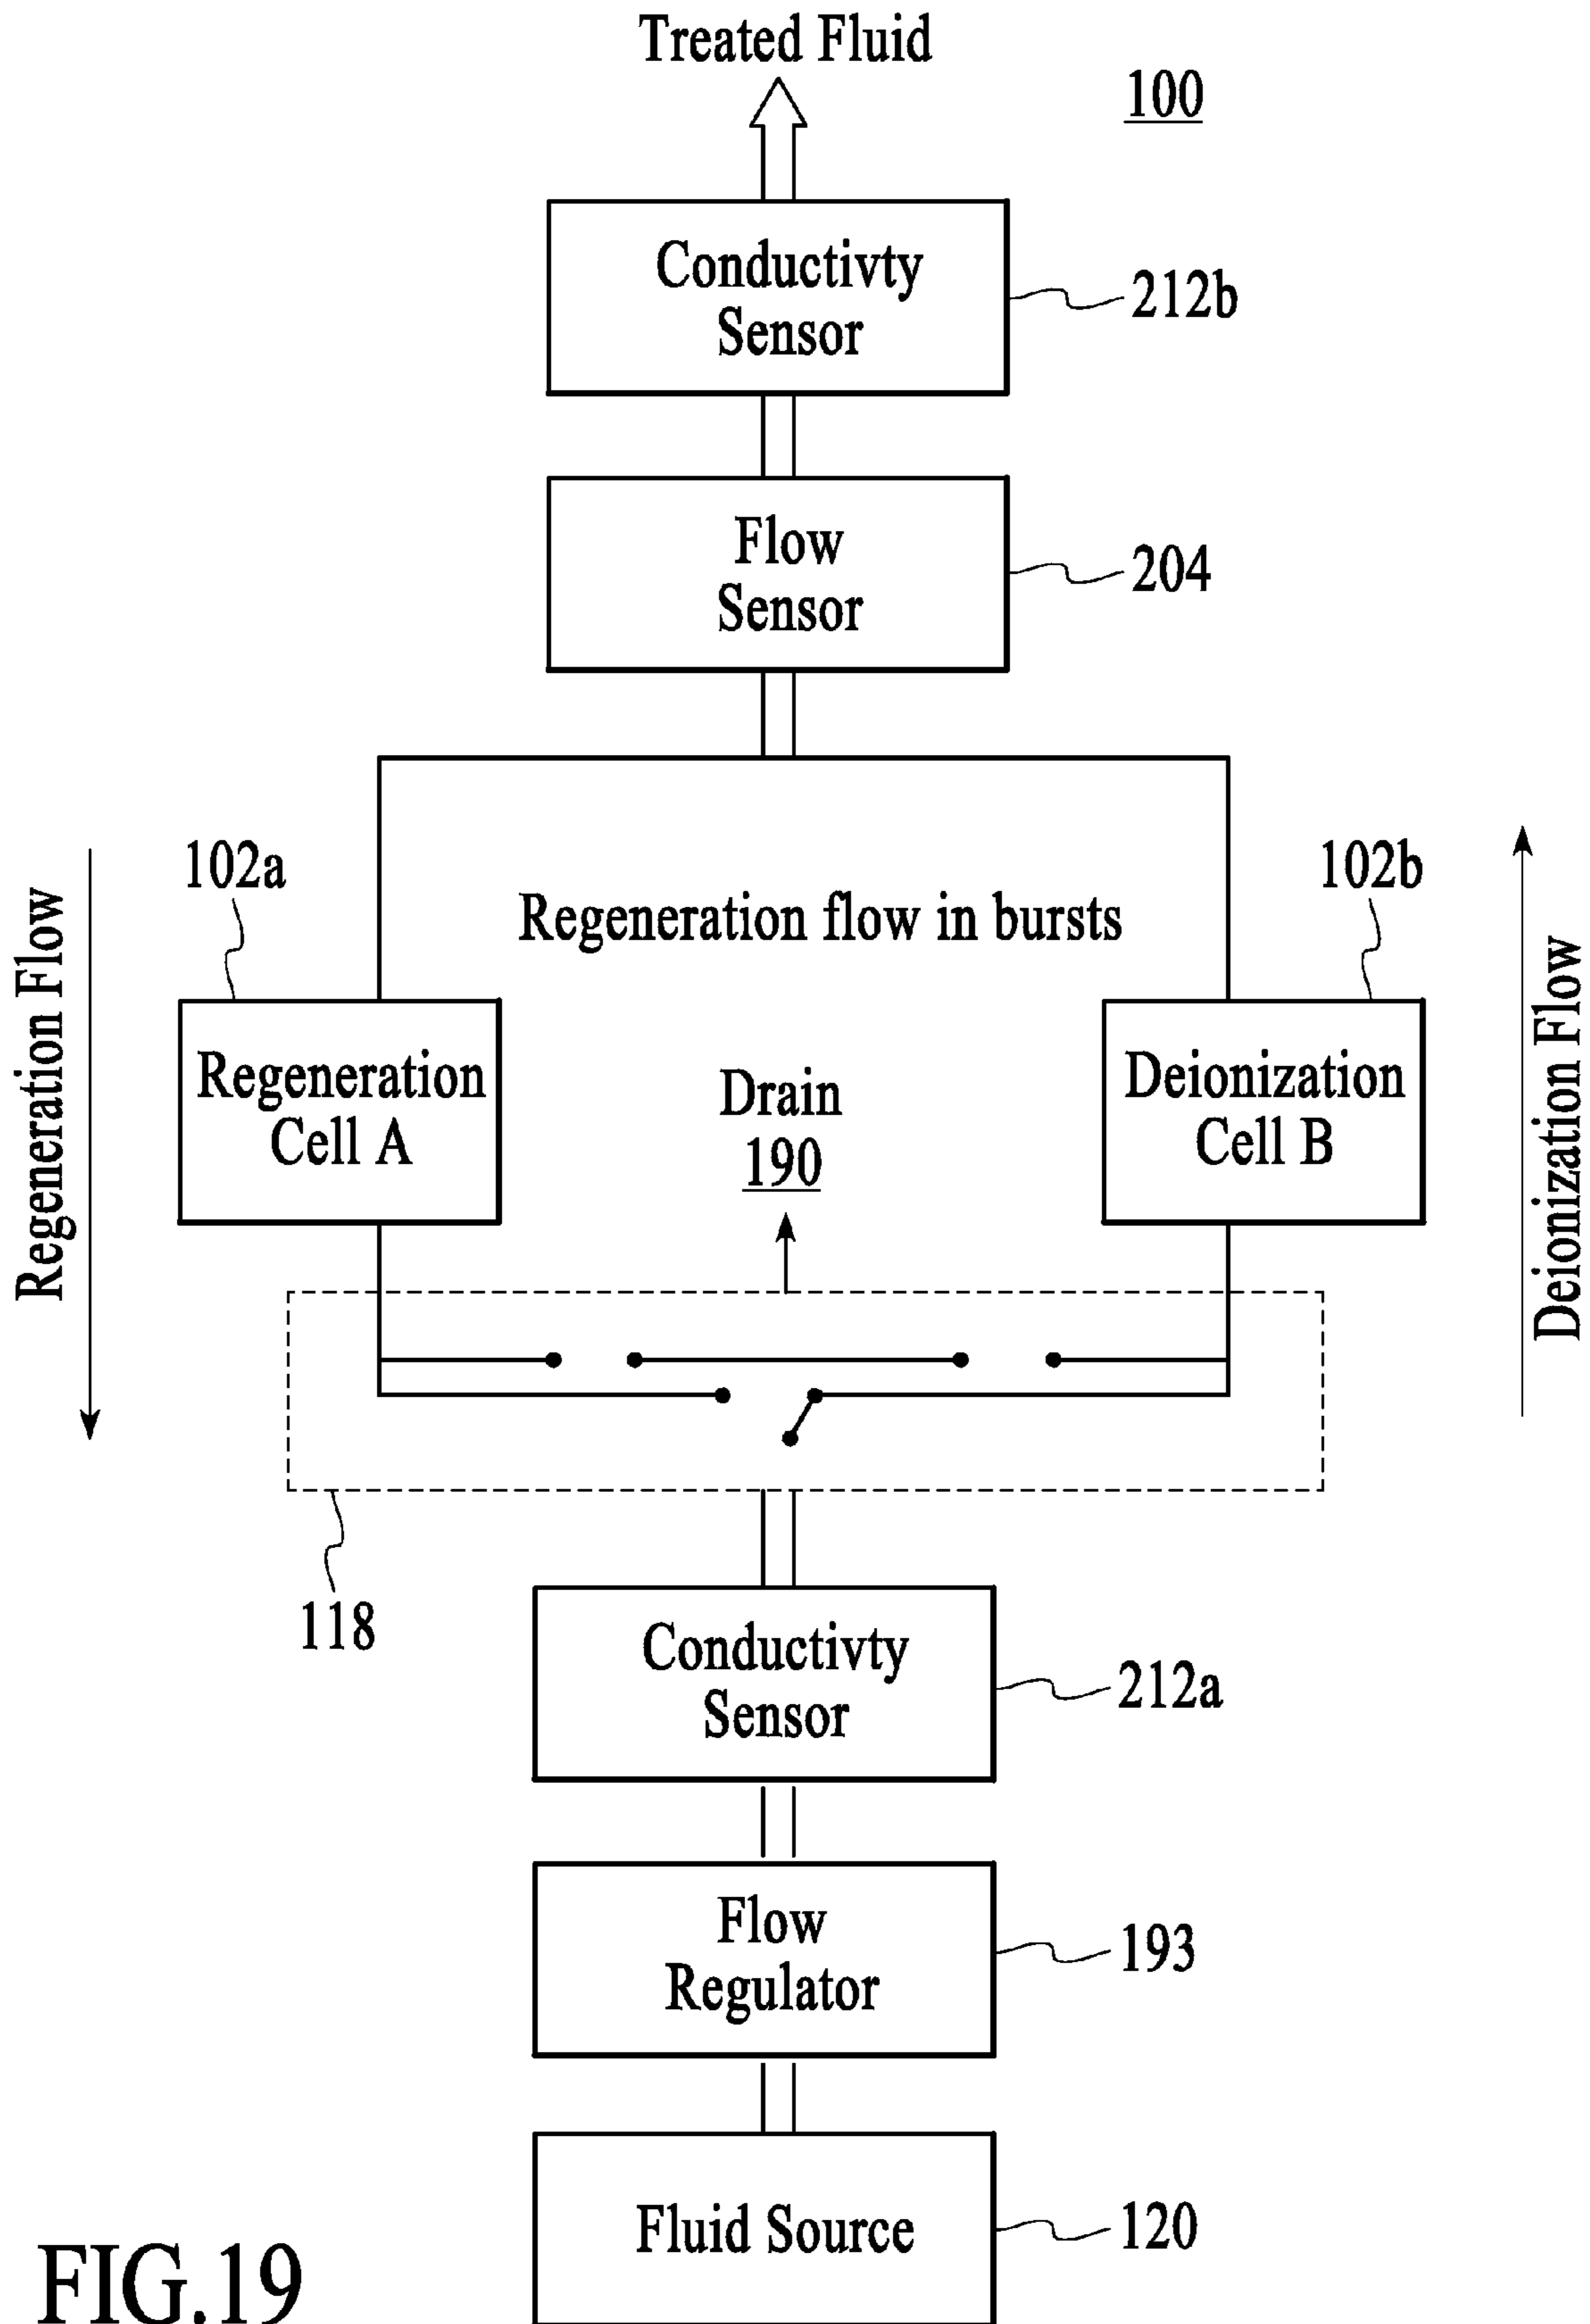 Treated Fluid
100
Conductivty
Sensor
212b
Flow
Sensor
204
Regeneration Flow
102a
Regeneration flow in bursts
102b
Deionization Flow
Regeneration
Cell A
Drain
190
Deionization
Cell B
118
Conductivty
Sensor
212a
Flow
Regulator
193
Fluid Source
120
FIG.19